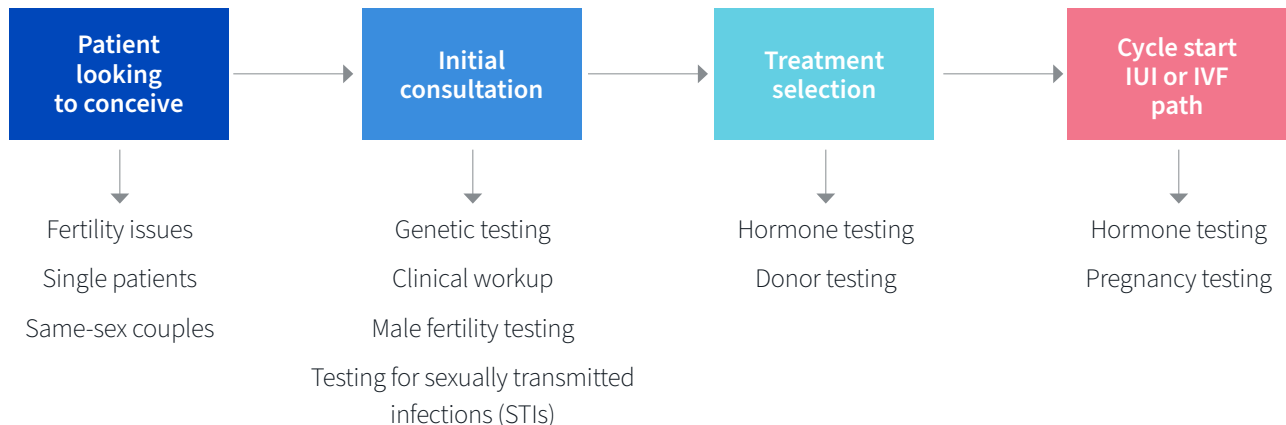 Patient
looking
to conceive
Initial
consultation
Treatment
selection
Cycle start
IUI or IVF
path
Fertility issues
Single patients
Same-sex couples
Genetic testing
Clinical workup
Male fertility testing
Testing for sexually transmitted
infections (STIs)
Hormone testing
Donor testing
Hormone testing
Pregnancy testing